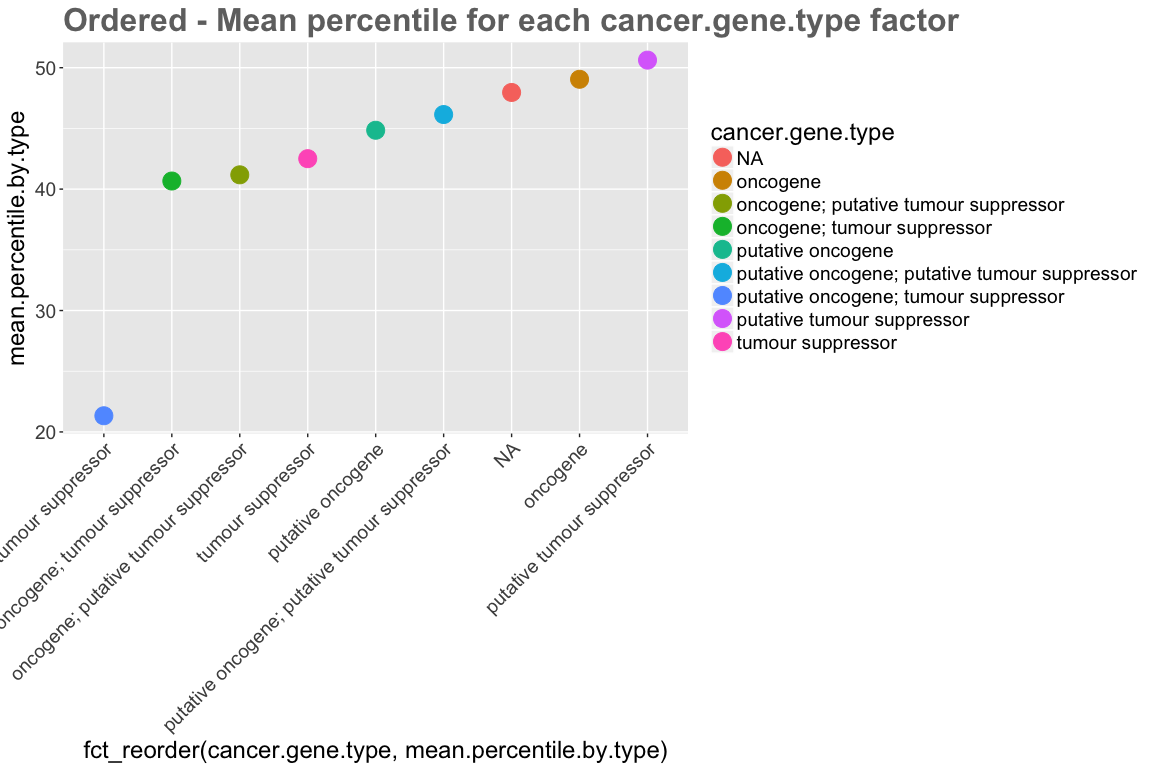 Ordered - Mean percentile for each cancer.gene.type factor
mean.percentile.by.type
50
40
30
20
tumour suppressor
oncogene; tumour suppressor
oncogene; putative tumour suppressor
tumour suppressor
putative oncogene
putative oncogene; putative tumour suppressor
NA
oncogene
putative tumour suppressor
fct_reorder(cancer.gene.type, mean.percentile.by.type)
cancer.gene.type
NA
oncogene
oncogene; putative tumour suppressor
oncogene; tumour suppressor
putative oncogene
putative oncogene; putative tumour suppressor
putative oncogene; tumour suppressor
putative tumour suppressor
tumour suppressor